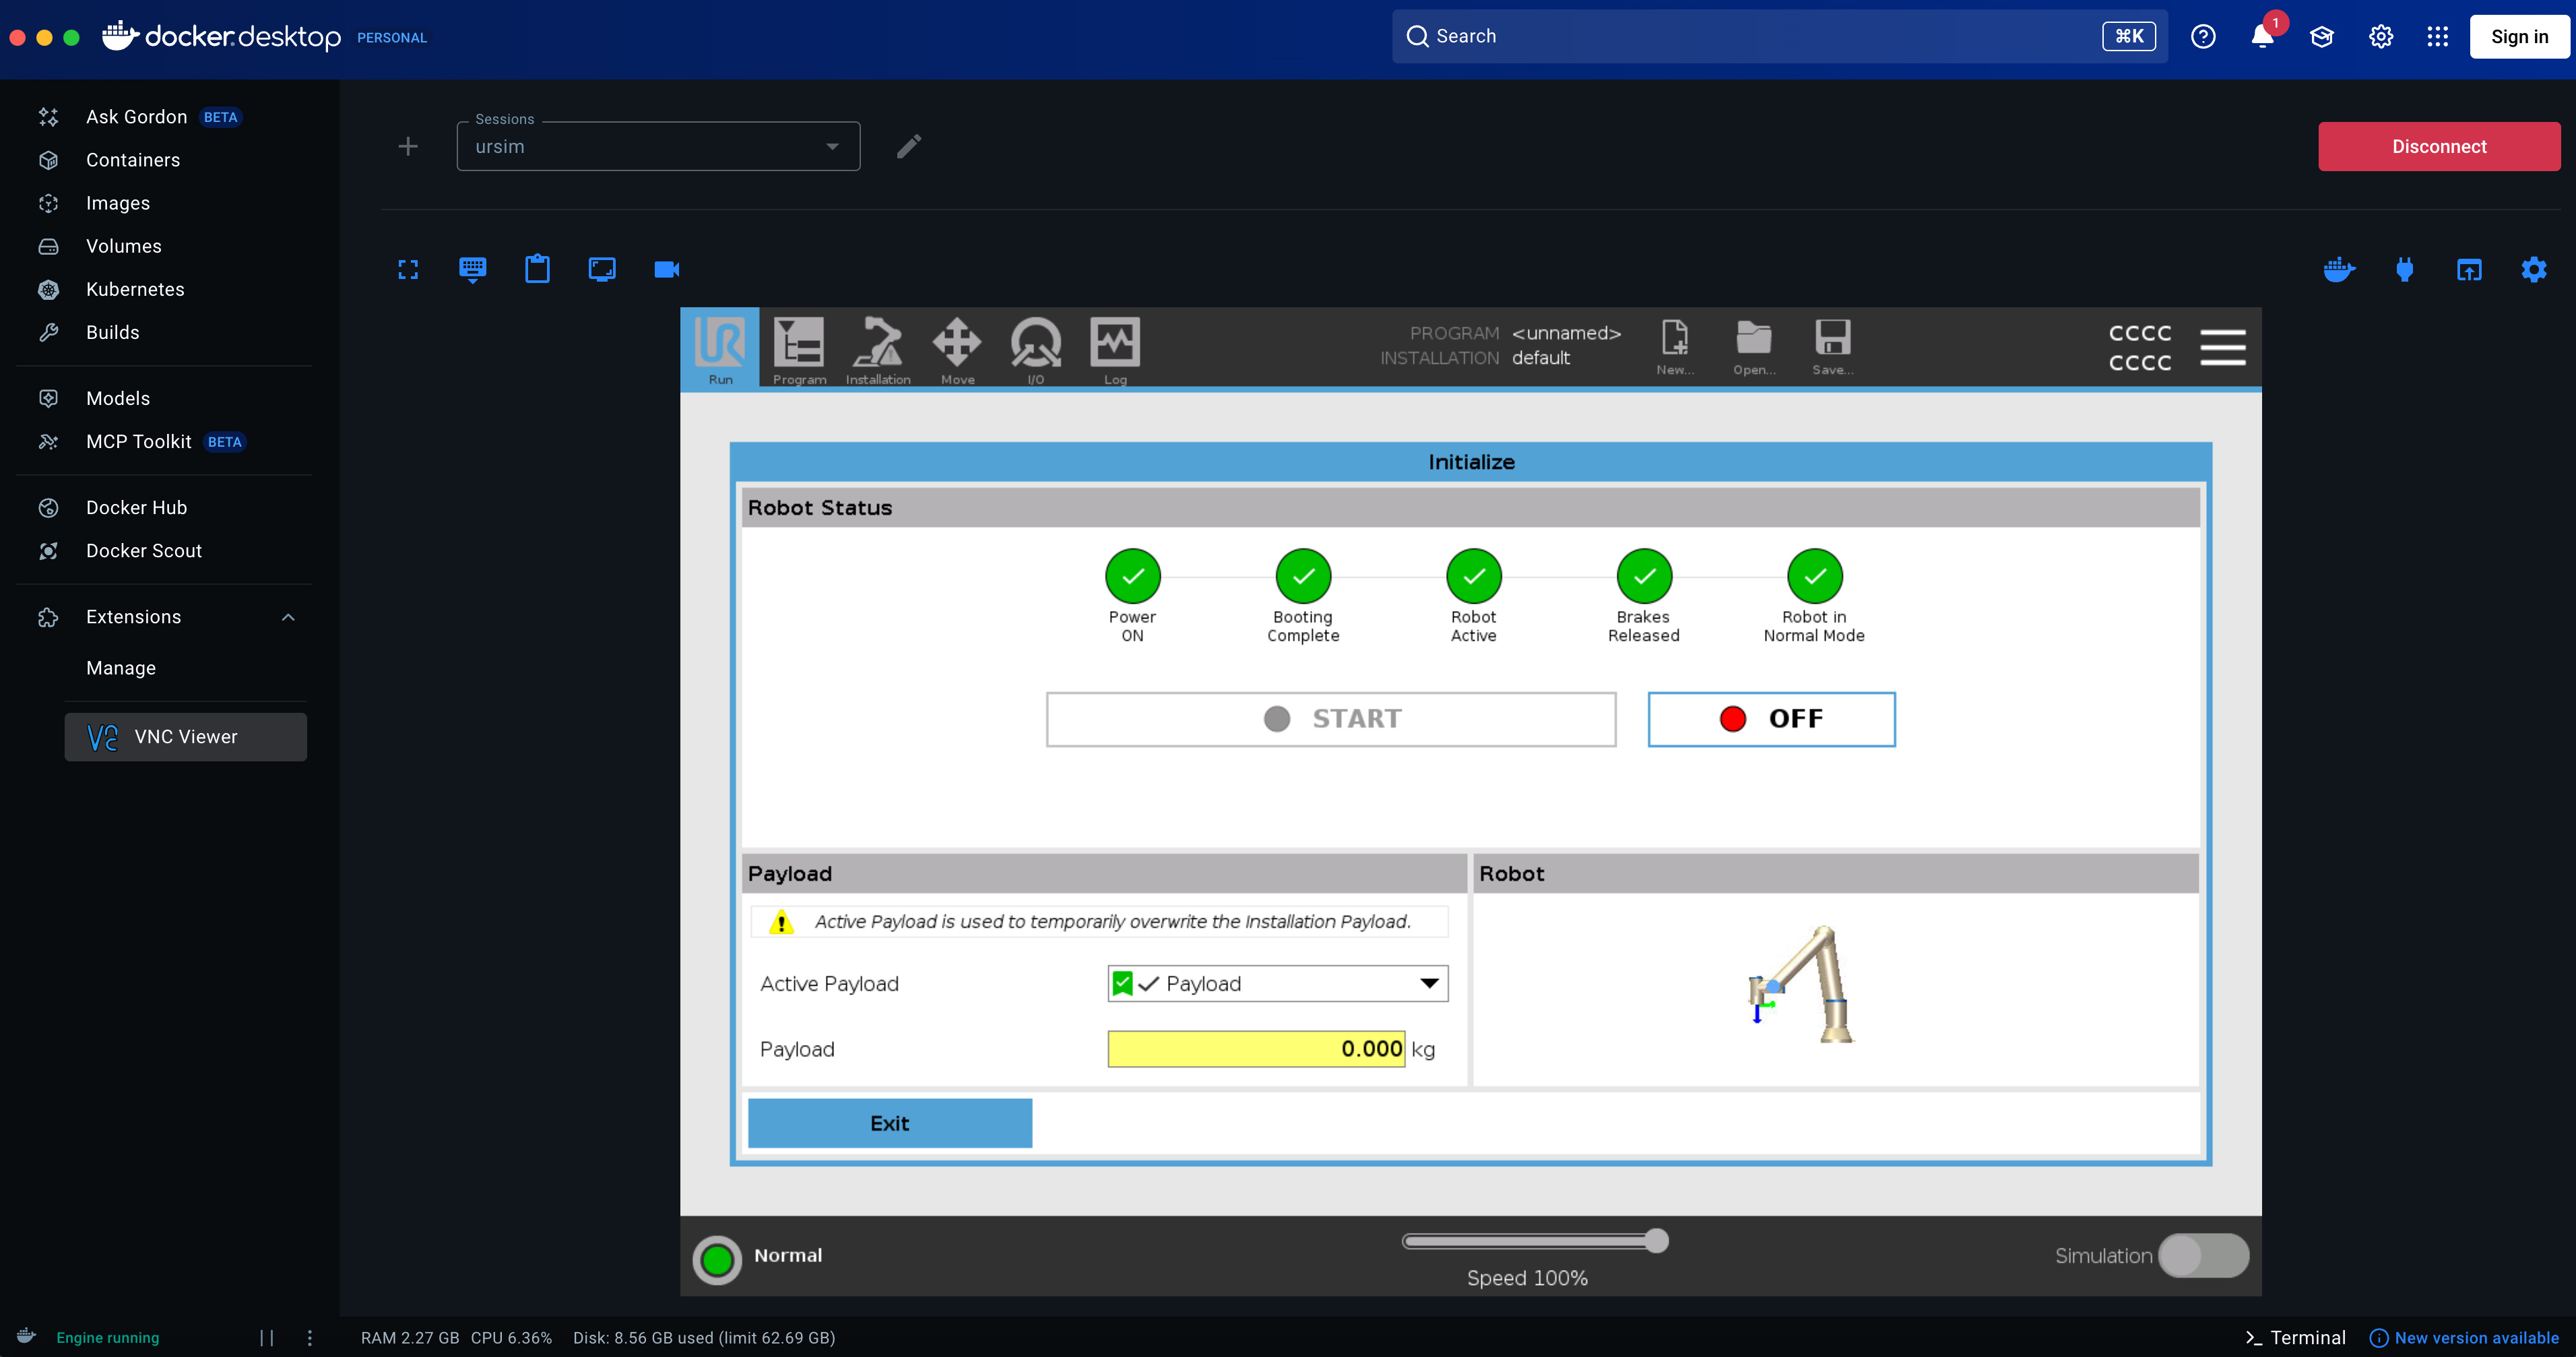 docker.desktop PERSONAL
Search
⌘K
1
Sign in
Ask Gordon BETA
Containers
Images
Volumes
Kubernetes
Builds
Models
MCP Toolkit BETA
Docker Hub
Docker Scout
Extensions
Manage
VNC Viewer
Sessions
ursim
Disconnect
Run
Program
Installation
Move
I/O
Log
PROGRAM <unnamed>
INSTALLATION default
New...
Open...
Save...
CCCC
CCCC
Initialize
Robot Status
Power
ON
Booting
Complete
Robot
Active
Brakes
Released
Robot in
Normal Mode
START
OFF
Payload
Active Payload is used to temporarily overwrite the Installation Payload.
Active Payload
Payload
Payload
0.000 kg
Robot
Exit
Normal
Speed 100%
Simulation
Engine running
RAM 2.27 GB CPU 6.36% Disk: 8.56 GB used (limit 62.69 GB)
Terminal
New version available